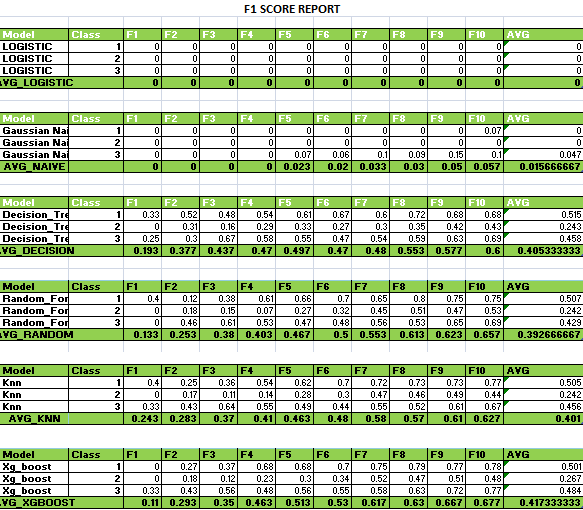 F1 SCORE REPORT
Model Class F1 F2 F3 F4 F5 F6 F7 F8 F9 F10 AVG
LOGISTIC 1 0 0 0 0 0 0 0 0 0 0 0
LOGISTIC 2 0 0 0 0 0 0 0 0 0 0 0
LOGISTIC 3 0 0 0 0 0 0 0 0 0 0 0
AVG_LOGISTIC 0 0 0 0 0 0 0 0 0 0 0
Model Class F1 F2 F3 F4 F5 F6 F7 F8 F9 F10 AVG
Gaussian Nai 1 0 0 0 0 0 0 0 0 0 0.07 0
Gaussian Nai 2 0 0 0 0 0 0 0 0 0 0 0
Gaussian Nai 3 0 0 0 0 0.07 0.06 0.1 0.09 0.15 0.1 0.047
AVG_NAIVE 0 0 0 0 0.023 0.02 0.033 0.03 0.05 0.057 0.015666667
Model Class F1 F2 F3 F4 F5 F6 F7 F8 F9 F10 AVG
Decision_Tre 1 0.33 0.52 0.48 0.54 0.61 0.67 0.6 0.72 0.68 0.68 0.515
Decision_Tre 2 0 0.31 0.16 0.29 0.33 0.27 0.3 0.35 0.42 0.43 0.243
Decision_Tre 3 0.25 0.3 0.67 0.58 0.55 0.47 0.54 0.59 0.63 0.69 0.458
VG_DECISION 0.193 0.377 0.437 0.47 0.497 0.47 0.48 0.553 0.577 0.6 0.405333333
Model Class F1 F2 F3 F4 F5 F6 F7 F8 F9 F10 AVG
Random_For 1 0.4 0.12 0.38 0.61 0.66 0.7 0.65 0.8 0.75 0.75 0.507
Random_For 2 0 0.18 0.15 0.07 0.27 0.32 0.45 0.51 0.47 0.53 0.242
Random_For 3 0 0.46 0.61 0.53 0.47 0.48 0.56 0.53 0.65 0.69 0.429
VG_RANDOM 0.133 0.253 0.38 0.403 0.467 0.5 0.553 0.613 0.623 0.657 0.392666667
Model Class F1 F2 F3 F4 F5 F6 F7 F8 F9 F10 AVG
Knn 1 0.4 0.25 0.36 0.54 0.62 0.7 0.72 0.73 0.73 0.77 0.505
Knn 2 0 0.17 0.11 0.14 0.28 0.3 0.47 0.46 0.49 0.44 0.242
Knn 3 0.33 0.43 0.64 0.55 0.49 0.44 0.55 0.52 0.61 0.67 0.456
AVG_KNN 0.243 0.283 0.37 0.41 0.463 0.48 0.58 0.57 0.61 0.627 0.401
Model Class F1 F2 F3 F4 F5 F6 F7 F8 F9 F10 AVG
Xg_boost 1 0 0.27 0.37 0.68 0.68 0.7 0.75 0.79 0.77 0.78 0.501
Xg_boost 2 0 0.18 0.12 0.23 0.3 0.34 0.52 0.47 0.51 0.48 0.267
Xg_boost 3 0.33 0.43 0.56 0.48 0.56 0.55 0.58 0.63 0.72 0.77 0.484
VG_XGBOOST 0.11 0.293 0.35 0.463 0.513 0.53 0.617 0.63 0.667 0.677 0.417333333